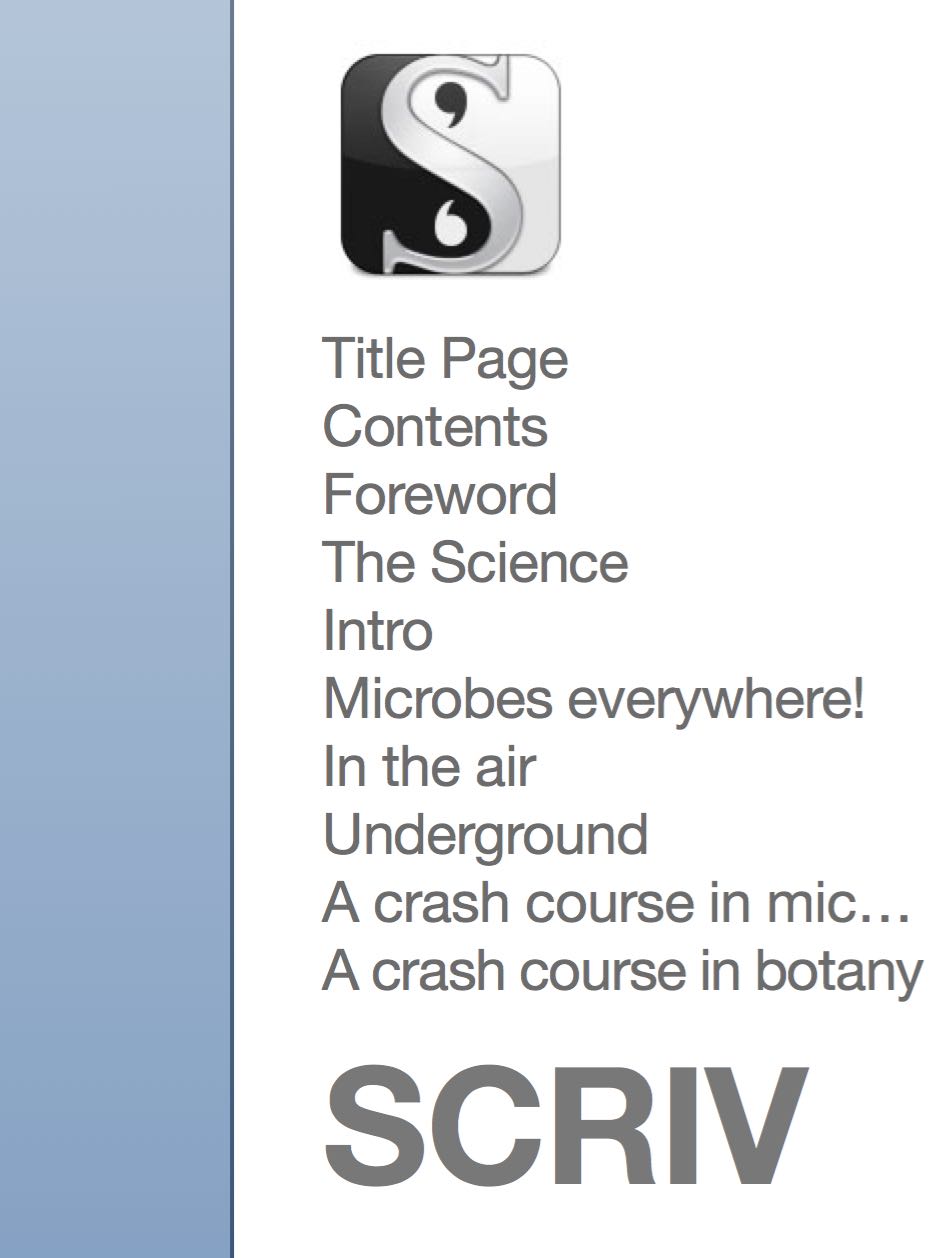 Title Page
Contents
Foreword
The Science
Intro
Microbes everywhere!
In the air
Underground
A crash course in mic…
A crash course in botany
SCRIV